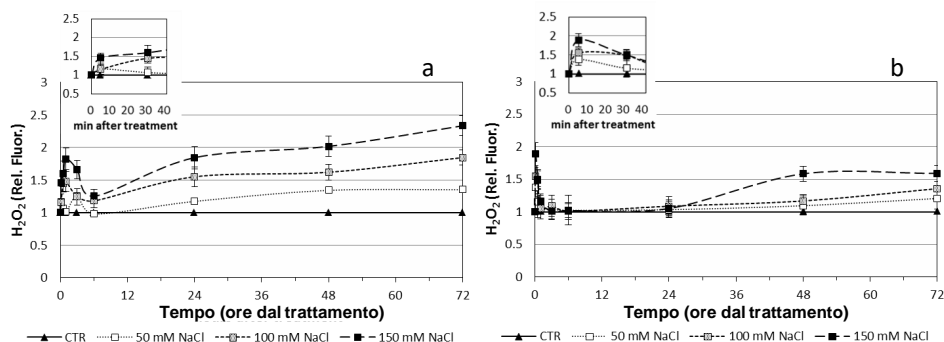 2.5
2
1.5
1
0.5
0 10 20 30 40
min after treatment
a
3
2.5
2
1.5
1
0.5
0
H₂O₂ (Rel. Fluor.)
0 12 24 36 48 60 72
Tempo (ore dal trattamento)
CTR 50 mM NaCl 100 mM NaCl 150 mM NaCl
2.5
2
1.5
1
0.5
0 10 20 30 40
min after treatment
b
3
2.5
2
1.5
1
0.5
0
H₂O₂ (Rel. Fluor.)
0 12 24 36 48 60 72
Tempo (ore dal trattamento)
CTR 50 mM NaCl 100 mM NaCl 150 mM NaCl